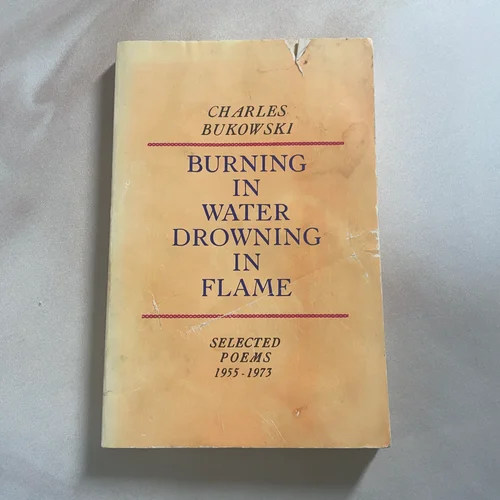 CHARLES
BUKOWSKI
BURNING
IN
WATER
DROWNING
IN
FLAME
SELECTED
POEMS
1955-1973